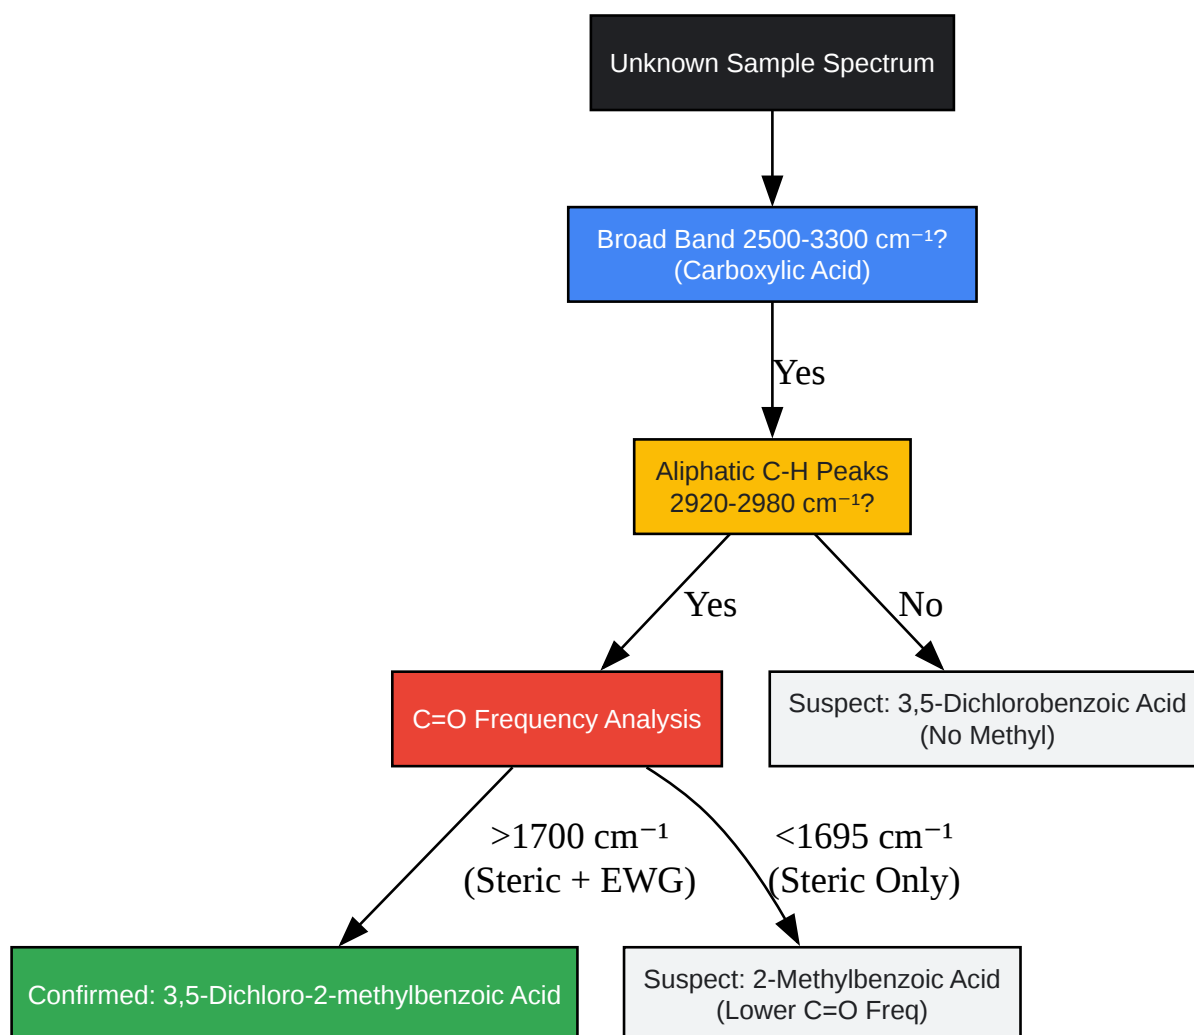 Unknown Sample Spectrum
Broad Band 2500-3300 cm⁻¹?
(Carboxylic Acid)
Yes
Aliphatic C-H Peaks
2920-2980 cm⁻¹?
Yes
No
C=O Frequency Analysis
Suspect: 3,5-Dichlorobenzoic Acid
(No Methyl)
>1700 cm⁻¹
(Steric + EWG)
<1695 cm⁻¹
(Steric Only)
Confirmed: 3,5-Dichloro-2-methylbenzoic Acid
Suspect: 2-Methylbenzoic Acid
(Lower C=O Freq)